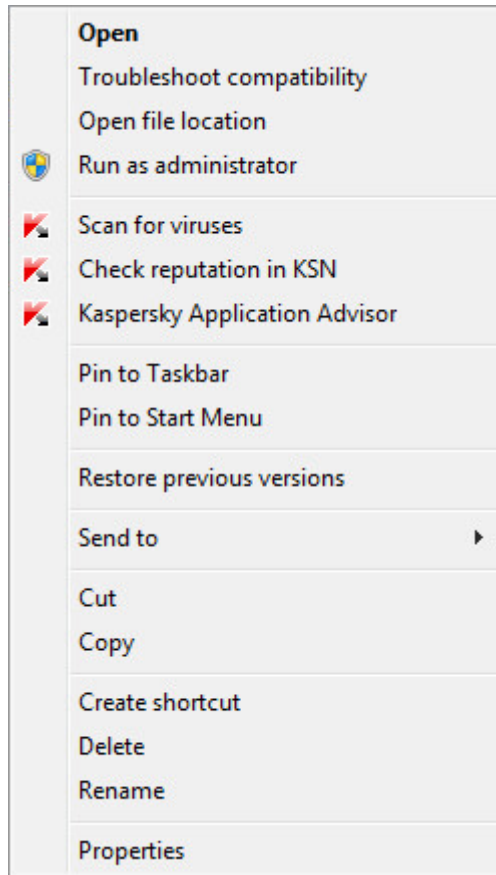 Open
Troubleshoot compatibility
Open file location
Run as administrator
Scan for viruses
Check reputation in KSN
Kaspersky Application Advisor
Pin to Taskbar
Pin to Start Menu
Restore previous versions
Send to
Cut
Copy
Create shortcut
Delete
Rename
Properties